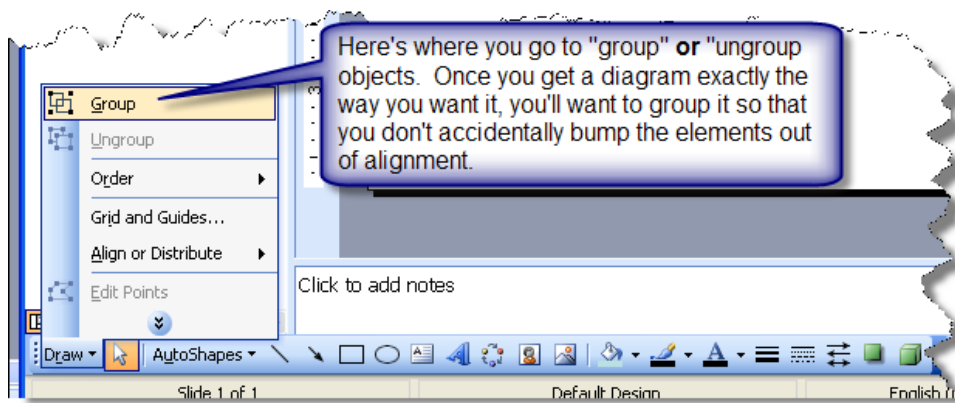 Here's where you go to "group" or "ungroup
objects. Once you get a diagram exactly the
way you want it, you'll want to group it so that
you don't accidentally bump the elements out
of alignment.
Group
Ungroup
Order
Grid and Guides...
Align or Distribute
Edit Points
Click to add notes
Draw AutoShapes
Slide 1 of 1 Default Design English